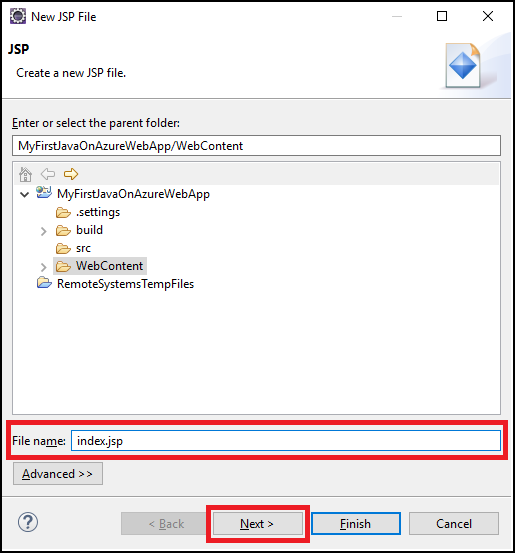 New JSP File
JSP
Create a new JSP file.
Enter or select the parent folder:
MyFirstJavaOnAzureWebApp/WebContent
MyFirstJavaOnAzureWebApp
.settings
build
src
WebContent
RemoteSystemsTempFiles
File name: index.jsp
Advanced >>
? < Back Next > Finish Cancel